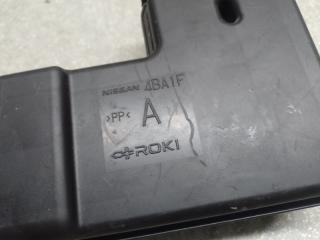 NISSAN 4BA1F
>PP< A
ROKI